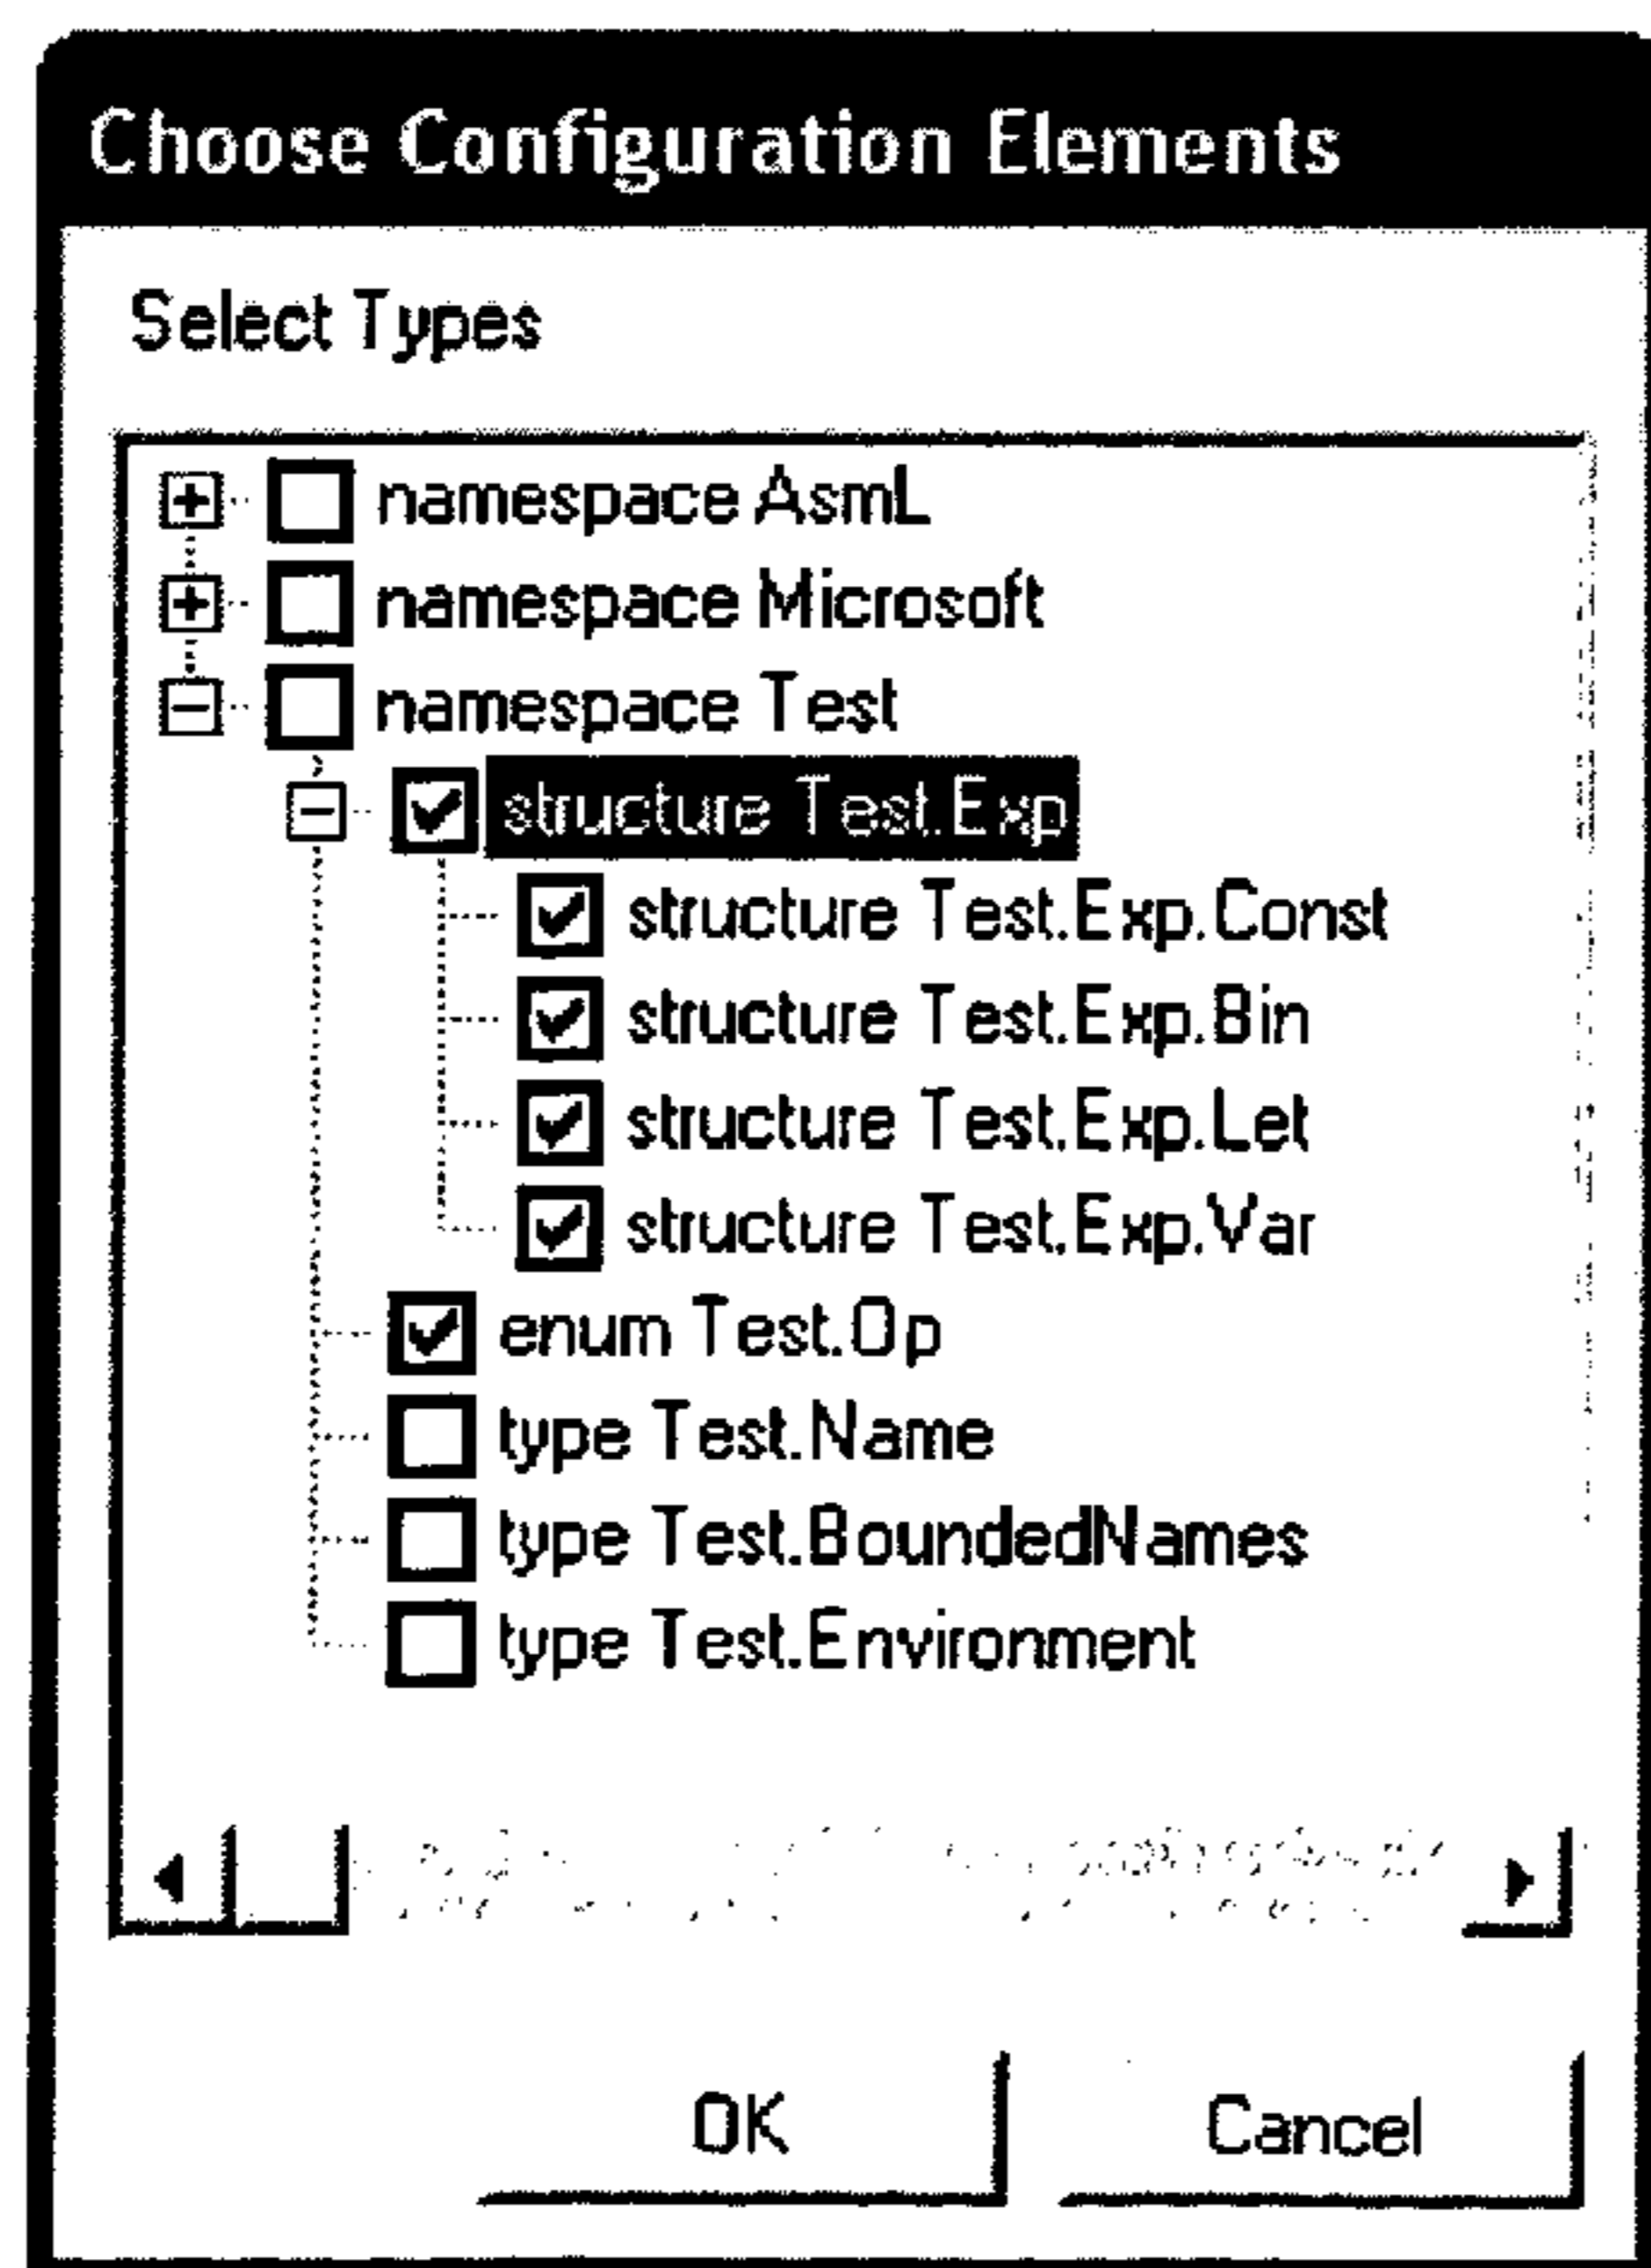 Choose Configuration Elements
Select Types
namespace AsmL
namespace Microsoft
namespace Test
structure Test.Exp
structure Test.Exp.Const
structure Test.Exp.Bin
structure Test.Exp.Let
structure Test.Exp.Var
enum Test.Op
type Test.Name
type Test.BoundedNames
type Test.Environment
OK
Cancel